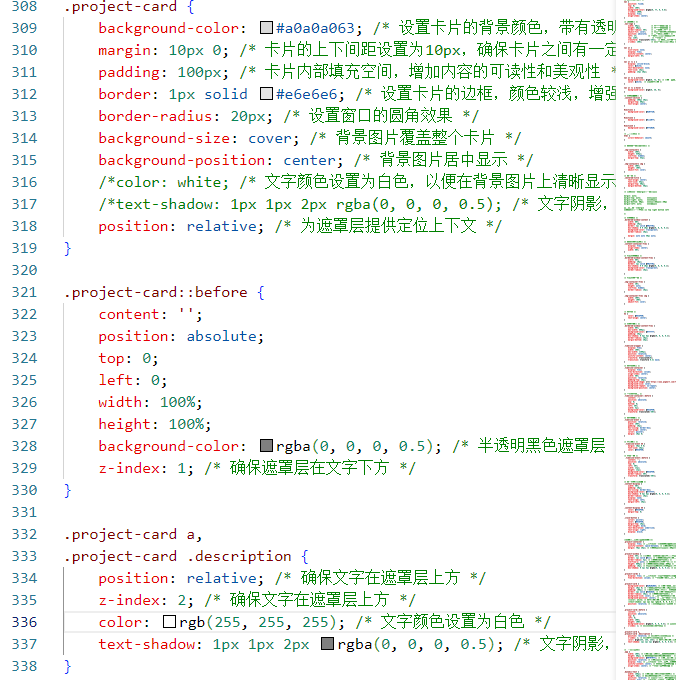 308 .project-card {
309 background-color: #a0a0a063; /* 设置卡片的背景颜色，带有透明
310 margin: 10px 0; /* 卡片的上下间距设置为10px，确保卡片之间有一定
311 padding: 100px; /* 卡片内部填充空间，增加内容的可读性和美观性 *
312 border: 1px solid #e6e6e6; /* 设置卡片的边框，颜色较浅，增强
313 border-radius: 20px; /* 设置窗口的圆角效果 */
314 background-size: cover; /* 背景图片覆盖整个卡片 */
315 background-position: center; /* 背景图片居中显示 */
316 /*color: white; /* 文字颜色设置为白色，以便在背景图片上清晰显示
317 /*text-shadow: 1px 1px 2px rgba(0, 0, 0, 0.5); /* 文字阴影，
318 position: relative; /* 为遮罩层提供定位上下文 */
319 }
320
321 .project-card::before {
322 content: '';
323 position: absolute;
324 top: 0;
325 left: 0;
326 width: 100%;
327 height: 100%;
328 background-color: rgba(0, 0, 0, 0.5); /* 半透明黑色遮罩层
329 z-index: 1; /* 确保遮罩层在文字下方 */
330 }
331
332 .project-card a,
333 .project-card .description {
334 position: relative; /* 确保文字在遮罩层上方 */
335 z-index: 2; /* 确保文字在遮罩层上方 */
336 color: rgb(255, 255, 255); /* 文字颜色设置为白色 */
337 text-shadow: 1px 1px 2px rgba(0, 0, 0, 0.5); /* 文字阴影，
338 }